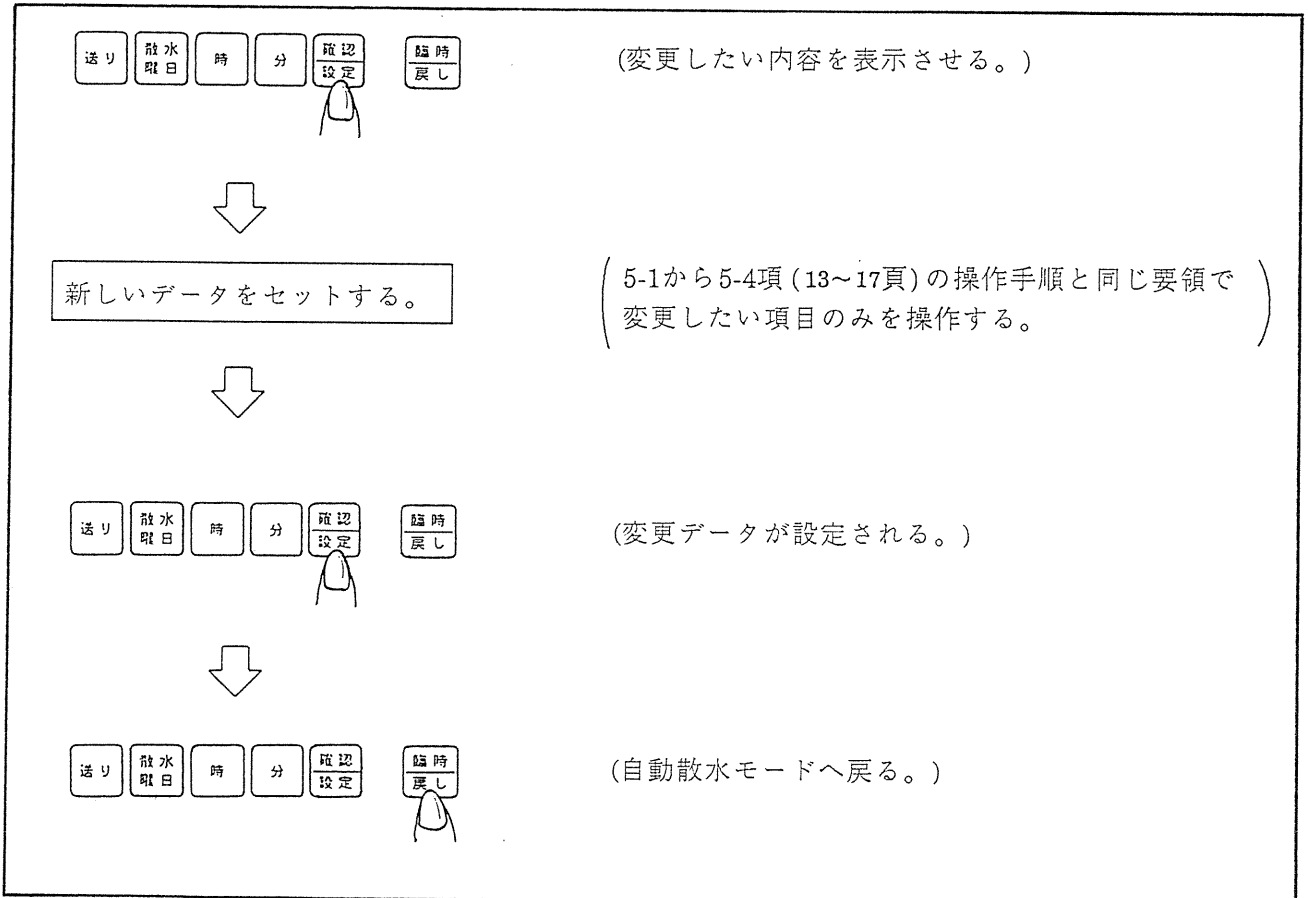 送り 散水曜日 時 分 確認設定 臨時戻し (変更したい内容を表示させる。)
新しいデータをセットする。
5-1から5-4項(13~17頁)の操作手順と同じ要領で
変更したい項目のみを操作する。
送り 散水曜日 時 分 確認設定 臨時戻し (変更データが設定される。)
送り 散水曜日 時 分 確認設定 臨時戻し (自動散水モードへ戻る。)